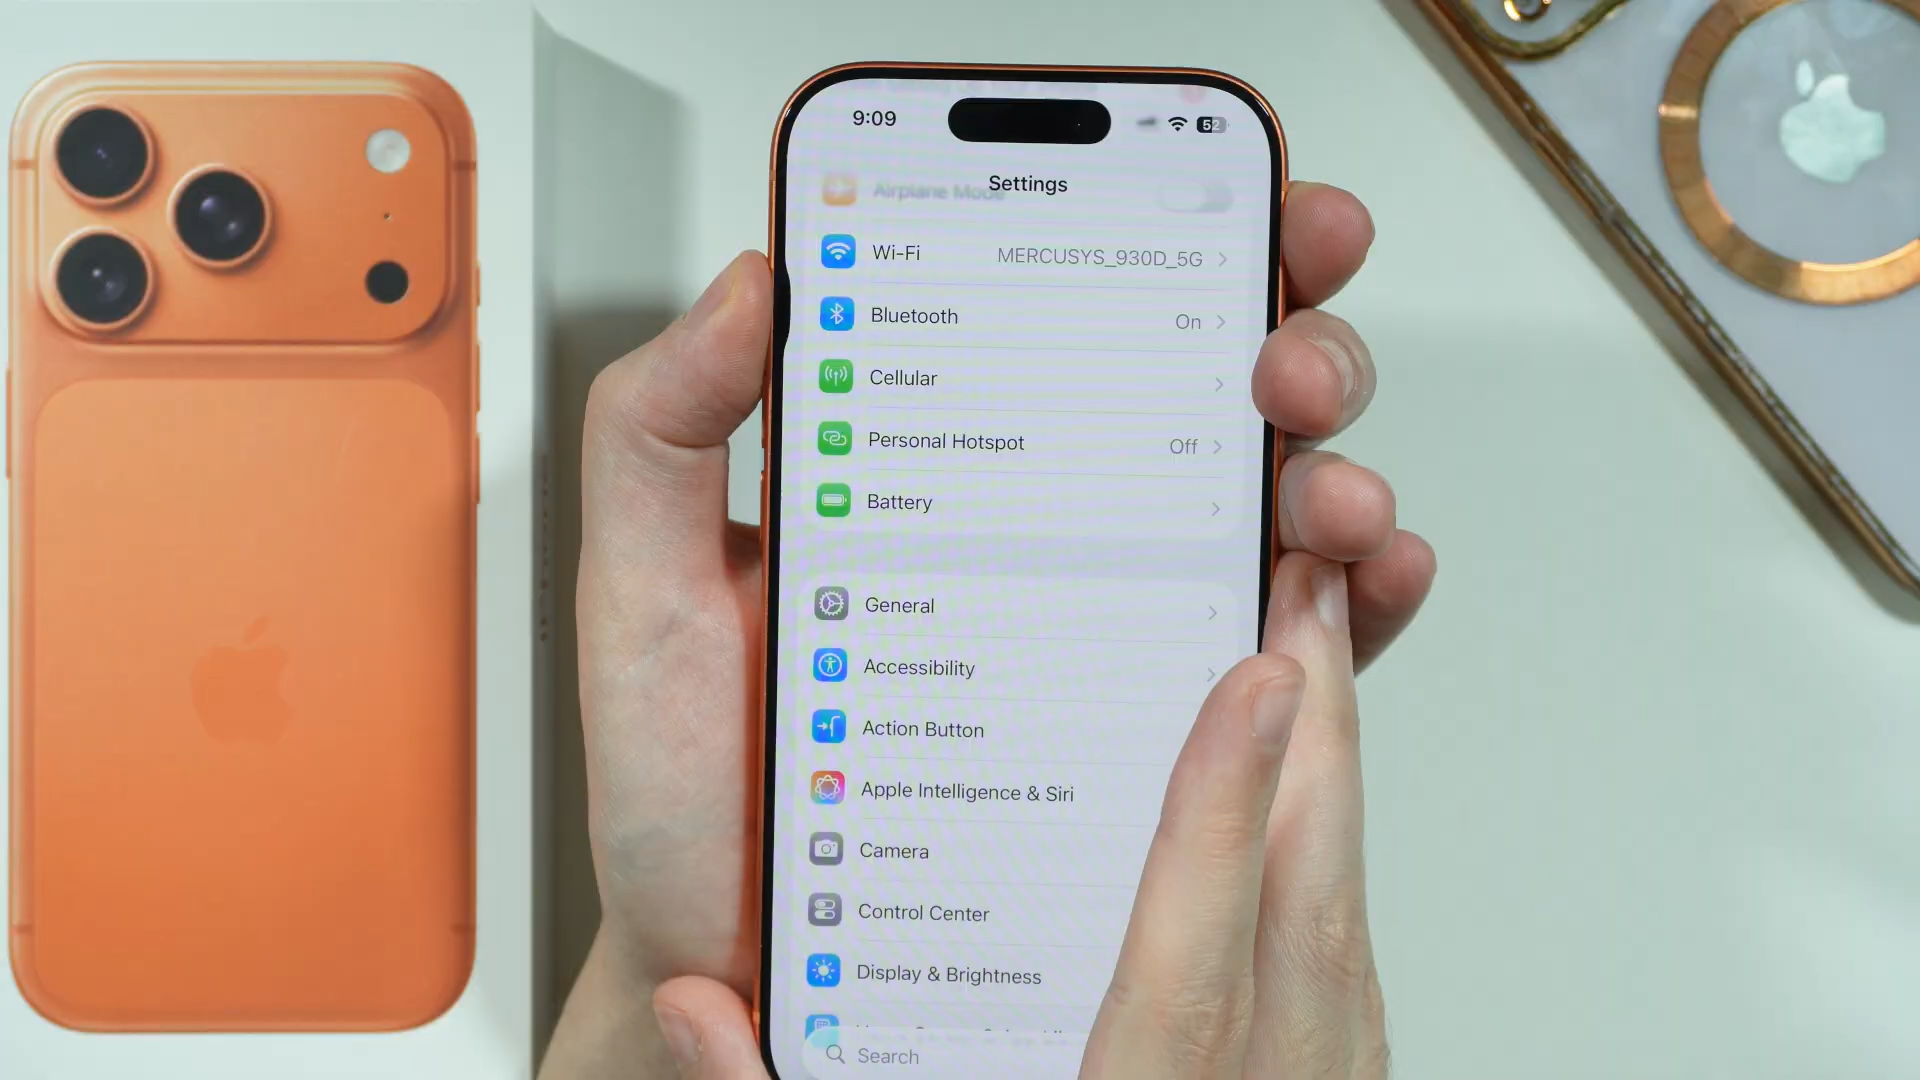 9:09
52
Settings
Airplane Mode
Wi-Fi MERCUSYS_930D_5G
Bluetooth On
Cellular
Personal Hotspot Off
Battery
General
Accessibility
Action Button
Apple Intelligence & Siri
Camera
Control Center
Display & Brightness
Search